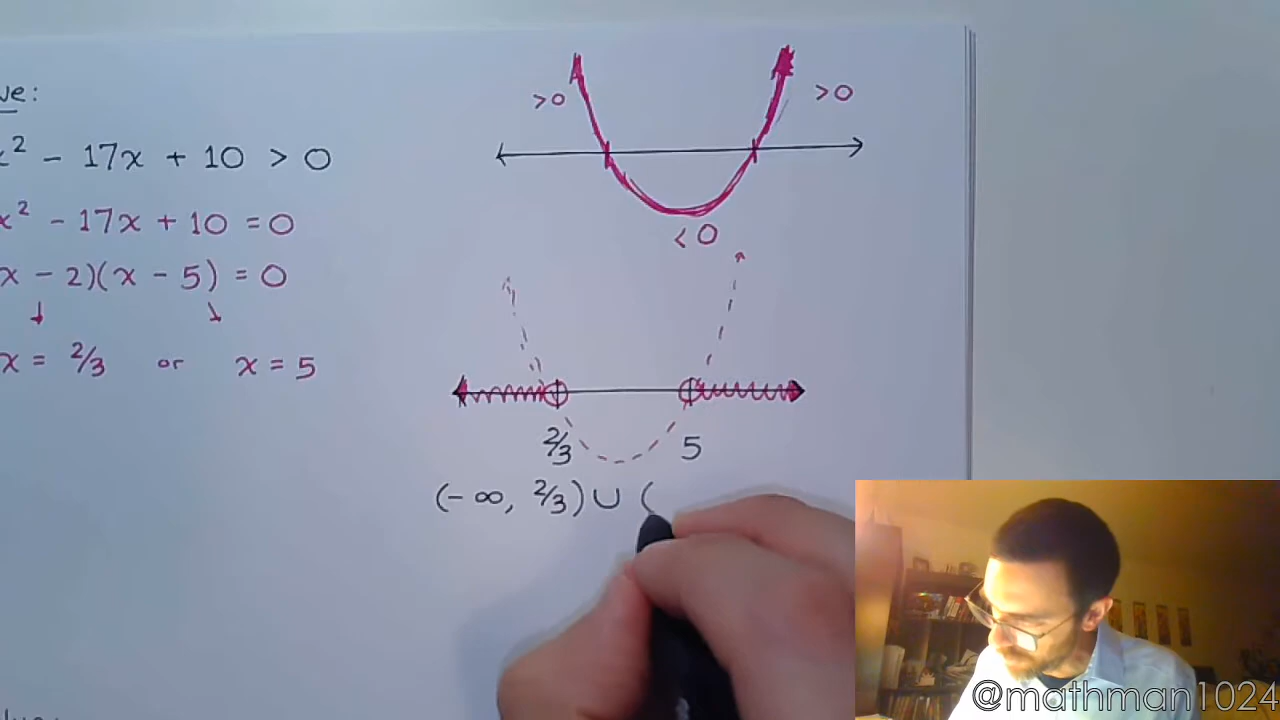 ve:
x² - 17x + 10 > 0
x² - 17x + 10 = 0
x - 2)(x - 5) = 0
x = 2/3 or x = 5
>0 >0
<0
2/3 5
(-∞, 2/3) ∪ (
@mathman1024